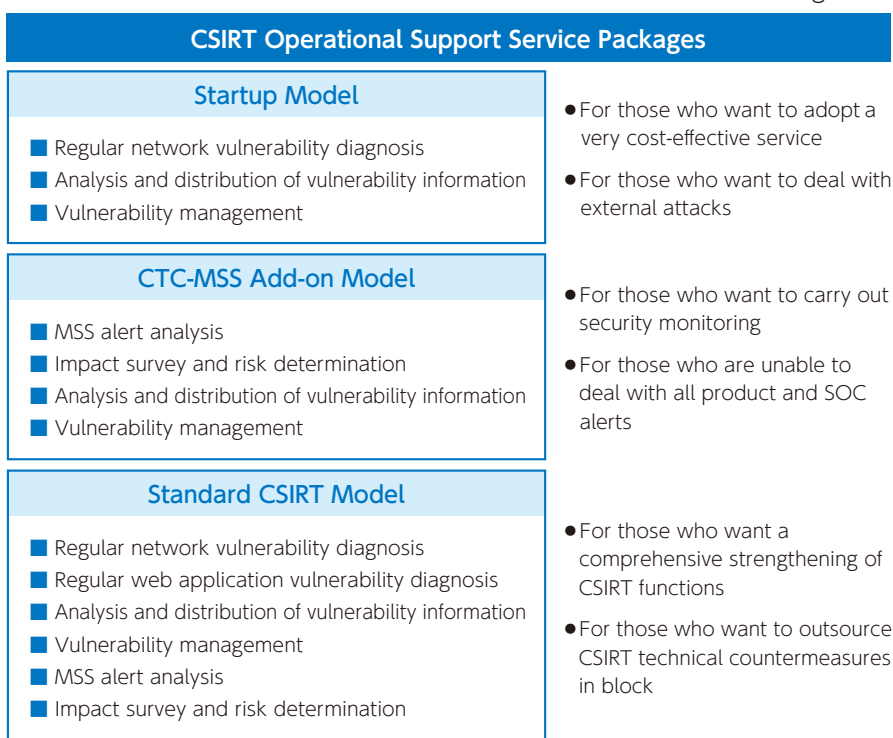 CSIRT Operational Support Service Packages
Startup Model
■ Regular network vulnerability diagnosis
■ Analysis and distribution of vulnerability information
■ Vulnerability management
●For those who want to adopt a
very cost-effective service
●For those who want to deal with
external attacks
CTC-MSS Add-on Model
■ MSS alert analysis
■ Impact survey and risk determination
■ Analysis and distribution of vulnerability information
■ Vulnerability management
●For those who want to carry out
security monitoring
●For those who are unable to
deal with all product and SOC
alerts
Standard CSIRT Model
■ Regular network vulnerability diagnosis
■ Regular web application vulnerability diagnosis
■ Analysis and distribution of vulnerability information
■ Vulnerability management
■ MSS alert analysis
■ Impact survey and risk determination
●For those who want a
comprehensive strengthening of
CSIRT functions
●For those who want to outsource
CSIRT technical countermeasures
in block